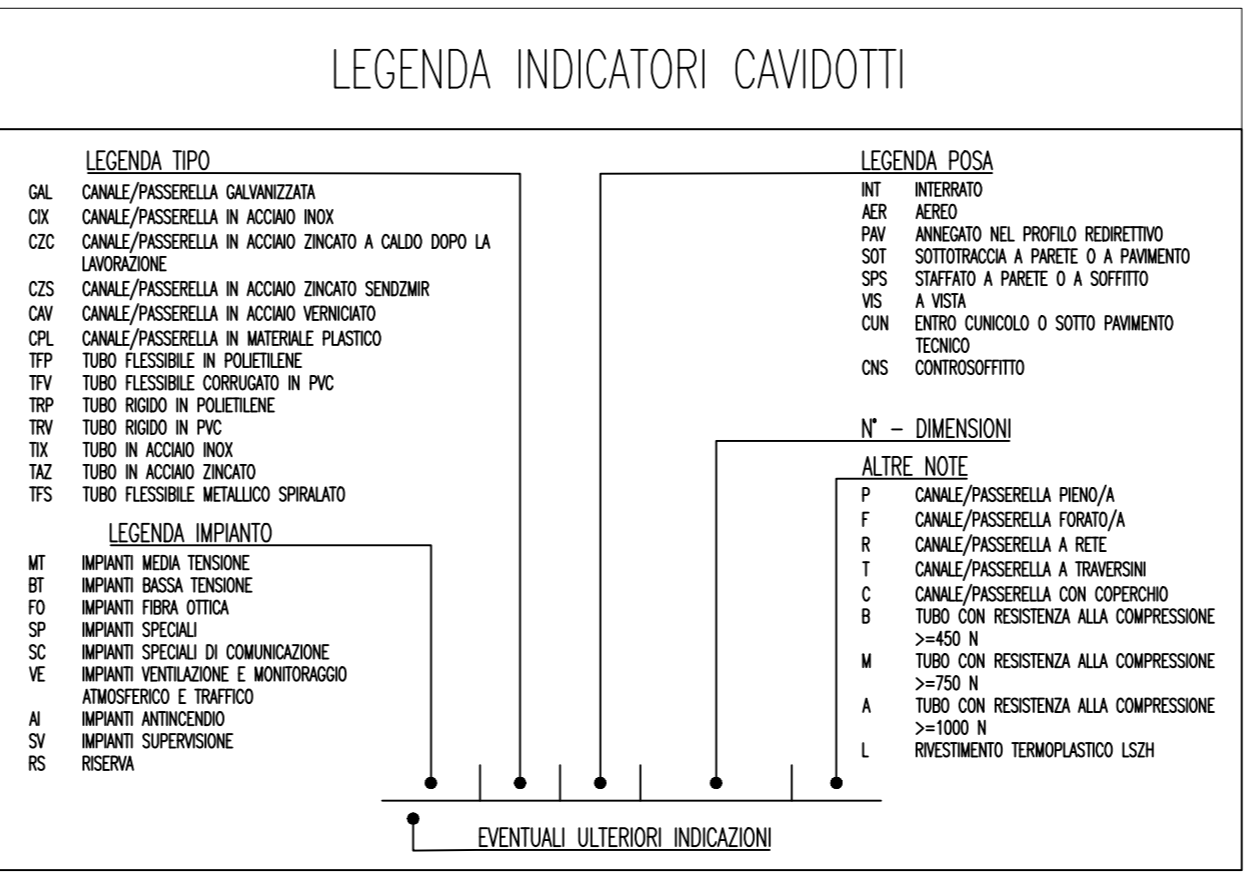 LEGENDA INDICATORI CAVIDOTTI
LEGENDA TIPO
GAL CANALE/PASSERELLA GALVANIZZATA
CIX CANALE/PASSERELLA IN ACCIAIO INOX
CZC CANALE/PASSERELLA IN ACCIAIO ZINCATO A CALDO DOPO LA
LAVORAZIONE
CZS CANALE/PASSERELLA IN ACCIAIO ZINCATO SENDZMIR
CAV CANALE/PASSERELLA IN ACCIAIO VERNICIATO
CPL CANALE/PASSERELLA IN MATERIALE PLASTICO
TFP TUBO FLESSIBILE IN POLIETILENE
TFV TUBO FLESSIBILE CORRUGATO IN PVC
TRP TUBO RIGIDO IN POLIETILENE
TRV TUBO RIGIDO IN PVC
TIX TUBO IN ACCIAIO INOX
TAZ TUBO IN ACCIAIO ZINCATO
TFS TUBO FLESSIBILE METALLICO SPIRALATO
LEGENDA IMPIANTO
MT IMPIANTI MEDIA TENSIONE
BT IMPIANTI BASSA TENSIONE
FO IMPIANTI FIBRA OTTICA
SP IMPIANTI SPECIALI
SC IMPIANTI SPECIALI DI COMUNICAZIONE
VE IMPIANTI VENTILAZIONE E MONITORAGGIO
ATMOSFERICO E TRAFFICO
AI IMPIANTI ANTINCENDIO
SV IMPIANTI SUPERVISIONE
RS RISERVA
LEGENDA POSA
INT INTERRATO
AER AEREO
PAV ANNEGATO NEL PROFILO REDIRETTIVO
SOT SOTTOTRACCIA A PARETE O A PAVIMENTO
SPS STAFFATO A PARETE O A SOFFITTO
VIS A VISTA
CUN ENTRO CUNICOLO O SOTTO PAVIMENTO
TECNICO
CNS CONTROSOFFITTO
N° – DIMENSIONI
ALTRE NOTE
P CANALE/PASSERELLA PIENO/A
F CANALE/PASSERELLA FORATO/A
R CANALE/PASSERELLA A RETE
T CANALE/PASSERELLA A TRAVERSINI
C CANALE/PASSERELLA CON COPERCHIO
B TUBO CON RESISTENZA ALLA COMPRESSIONE
>=450 N
M TUBO CON RESISTENZA ALLA COMPRESSIONE
>=750 N
A TUBO CON RESISTENZA ALLA COMPRESSIONE
>=1000 N
L RIVESTIMENTO TERMOPLASTICO LSZH
EVENTUALI ULTERIORI INDICAZIONI